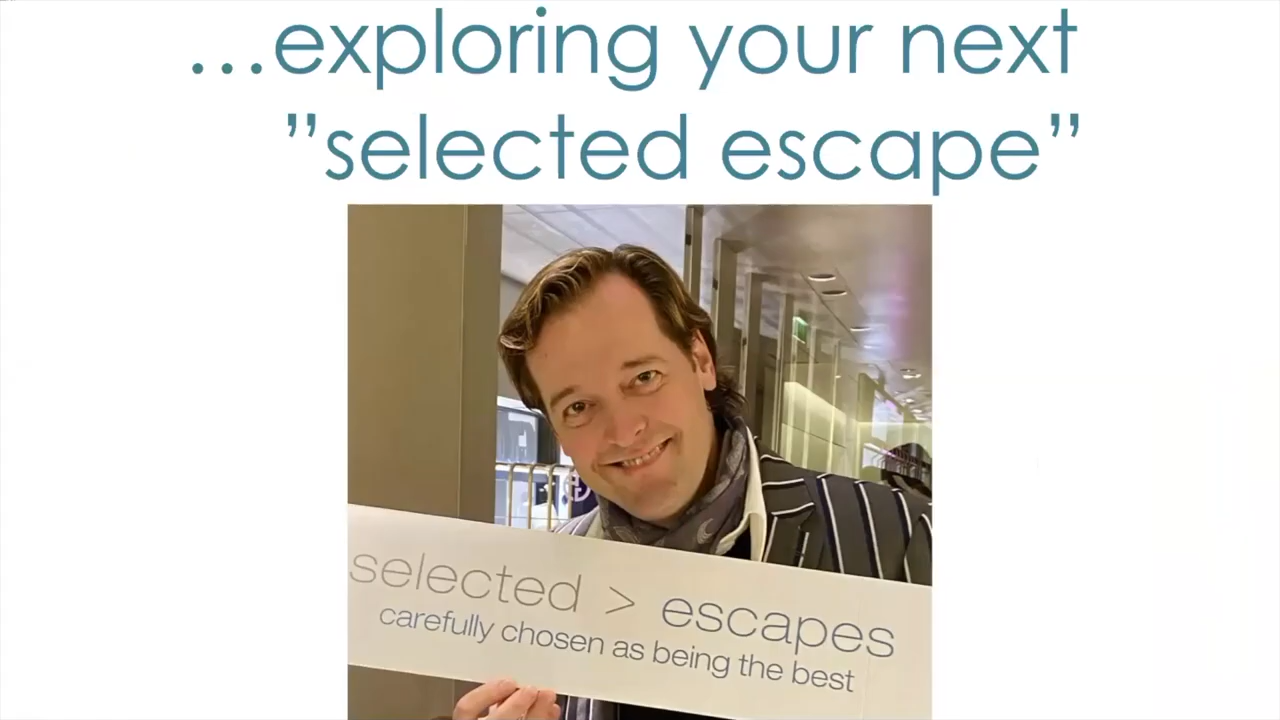 ...exploring your next
”selected escape”
selected > escapes
carefully chosen as being the best